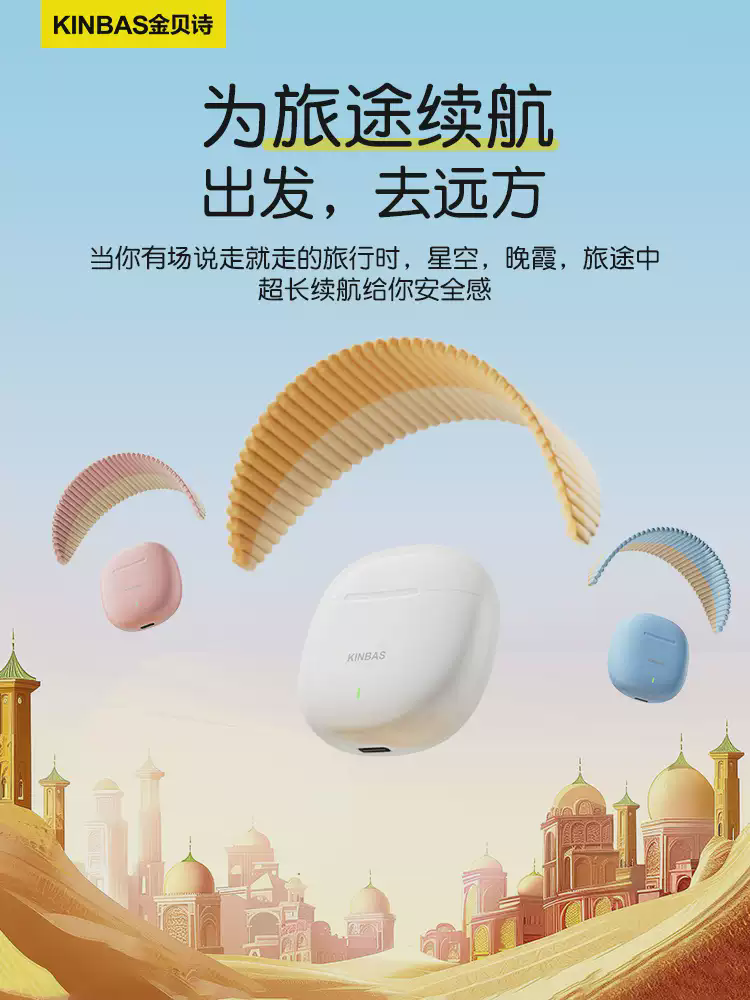 KINBAS金贝诗
为旅途续航
出发，去远方
当你有场说走就走的旅行时，星空，晚霞，旅途中
超长续航给你安全感
KINBAS